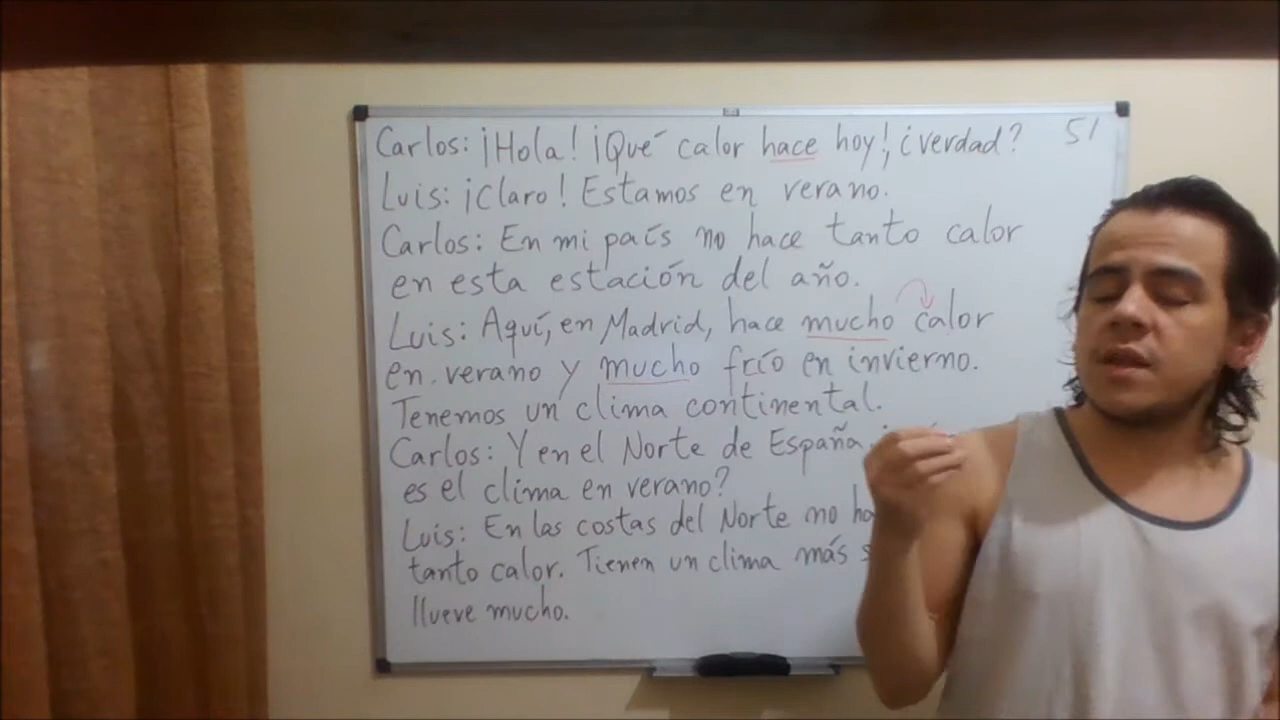 Carlos: ¡Hola! ¡Qué calor hace hoy!, ¿verdad? 51
Luis: ¡Claro! Estamos en verano.
Carlos: En mi país no hace tanto calor
en esta estación del año.
Luis: Aquí, en Madrid, hace mucho calor
en verano y mucho frío en invierno.
Tenemos un clima continental.
Carlos: Y en el Norte de España
es el clima en verano?
Luis: En las costas del Norte no
tanto calor. Tienen un clima más
llueve mucho.